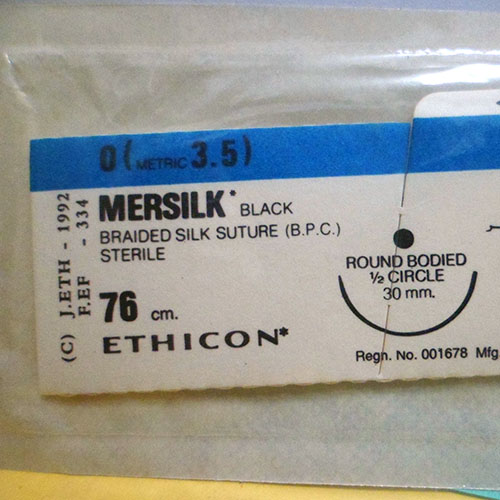 0 (METRIC 3.5)
MERSILK* BLACK
BRAIDED SILK SUTURE (B.P.C.)
STERILE
76 cm.
ETHICON*
(C) J.ETH - 1992
F.EF - 334
ROUND BODIED
½ CIRCLE
30 mm.
Regn. No. 001678 Mfg